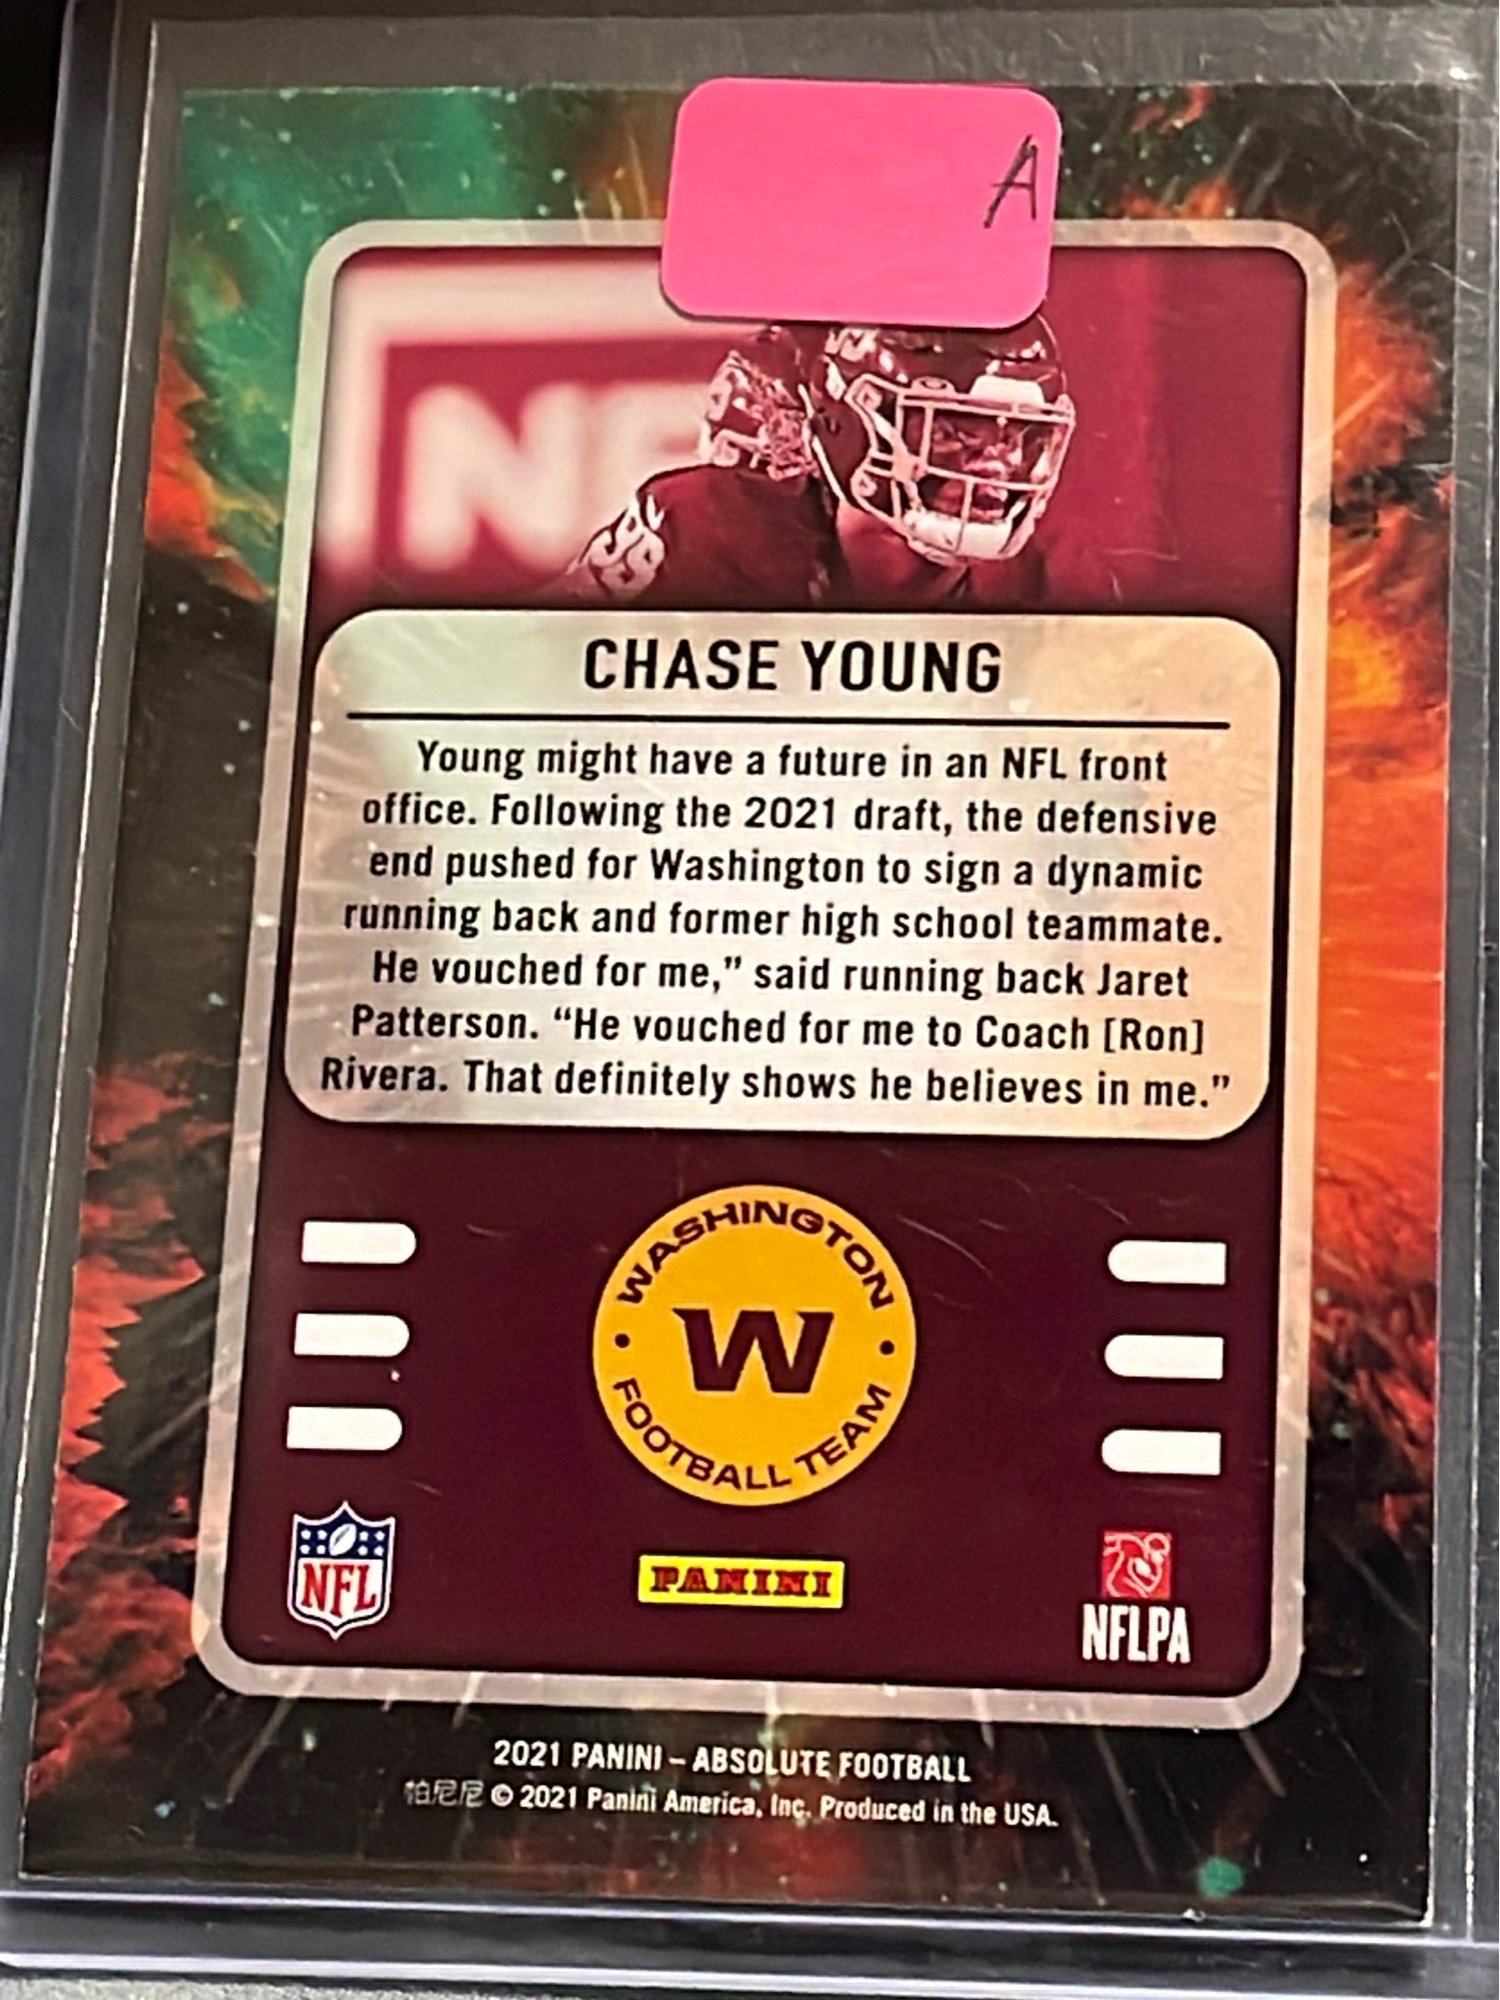 A
NF
99
CHASE YOUNG
Young might have a future in an NFL front
office. Following the 2021 draft, the defensive
end pushed for Washington to sign a dynamic
running back and former high school teammate.
He vouched for me,” said running back Jaret
Patterson. “He vouched for me to Coach [Ron]
Rivera. That definitely shows he believes in me.”
WASHINGTON
W
FOOTBALL TEAM
NFL
PANINI
NFLPA
2021 PANINI – ABSOLUTE FOOTBALL
帕尼尼 © 2021 Panini America, Inc. Produced in the USA.